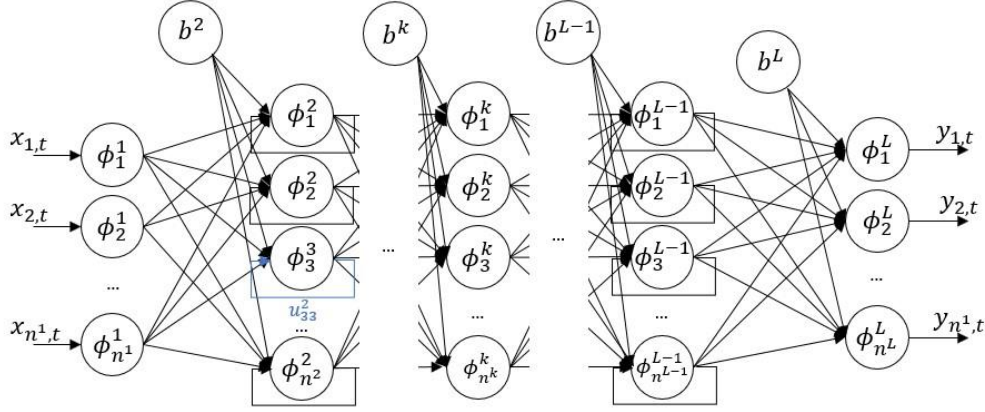 b² bᵏ b^{L−1} b^L
x_{1,t} ϕ_1^1 ϕ_1^2 ϕ_1^k ϕ_1^{L−1} ϕ_1^L y_{1,t}
x_{2,t} ϕ_2^1 ϕ_2^2 ϕ_2^k ϕ_2^{L−1} ϕ_2^L y_{2,t}
ϕ_3^3 ... ϕ_3^k ... ϕ_3^{L−1}
... u_{33}^2 ... ... ... ...
x_{n^1,t} ϕ_{n^1}^1 ϕ_{n^2}^2 ϕ_{n^k}^k ϕ_{n^{L−1}}^{L−1} ϕ_{n^L}^L y_{n^1,t}